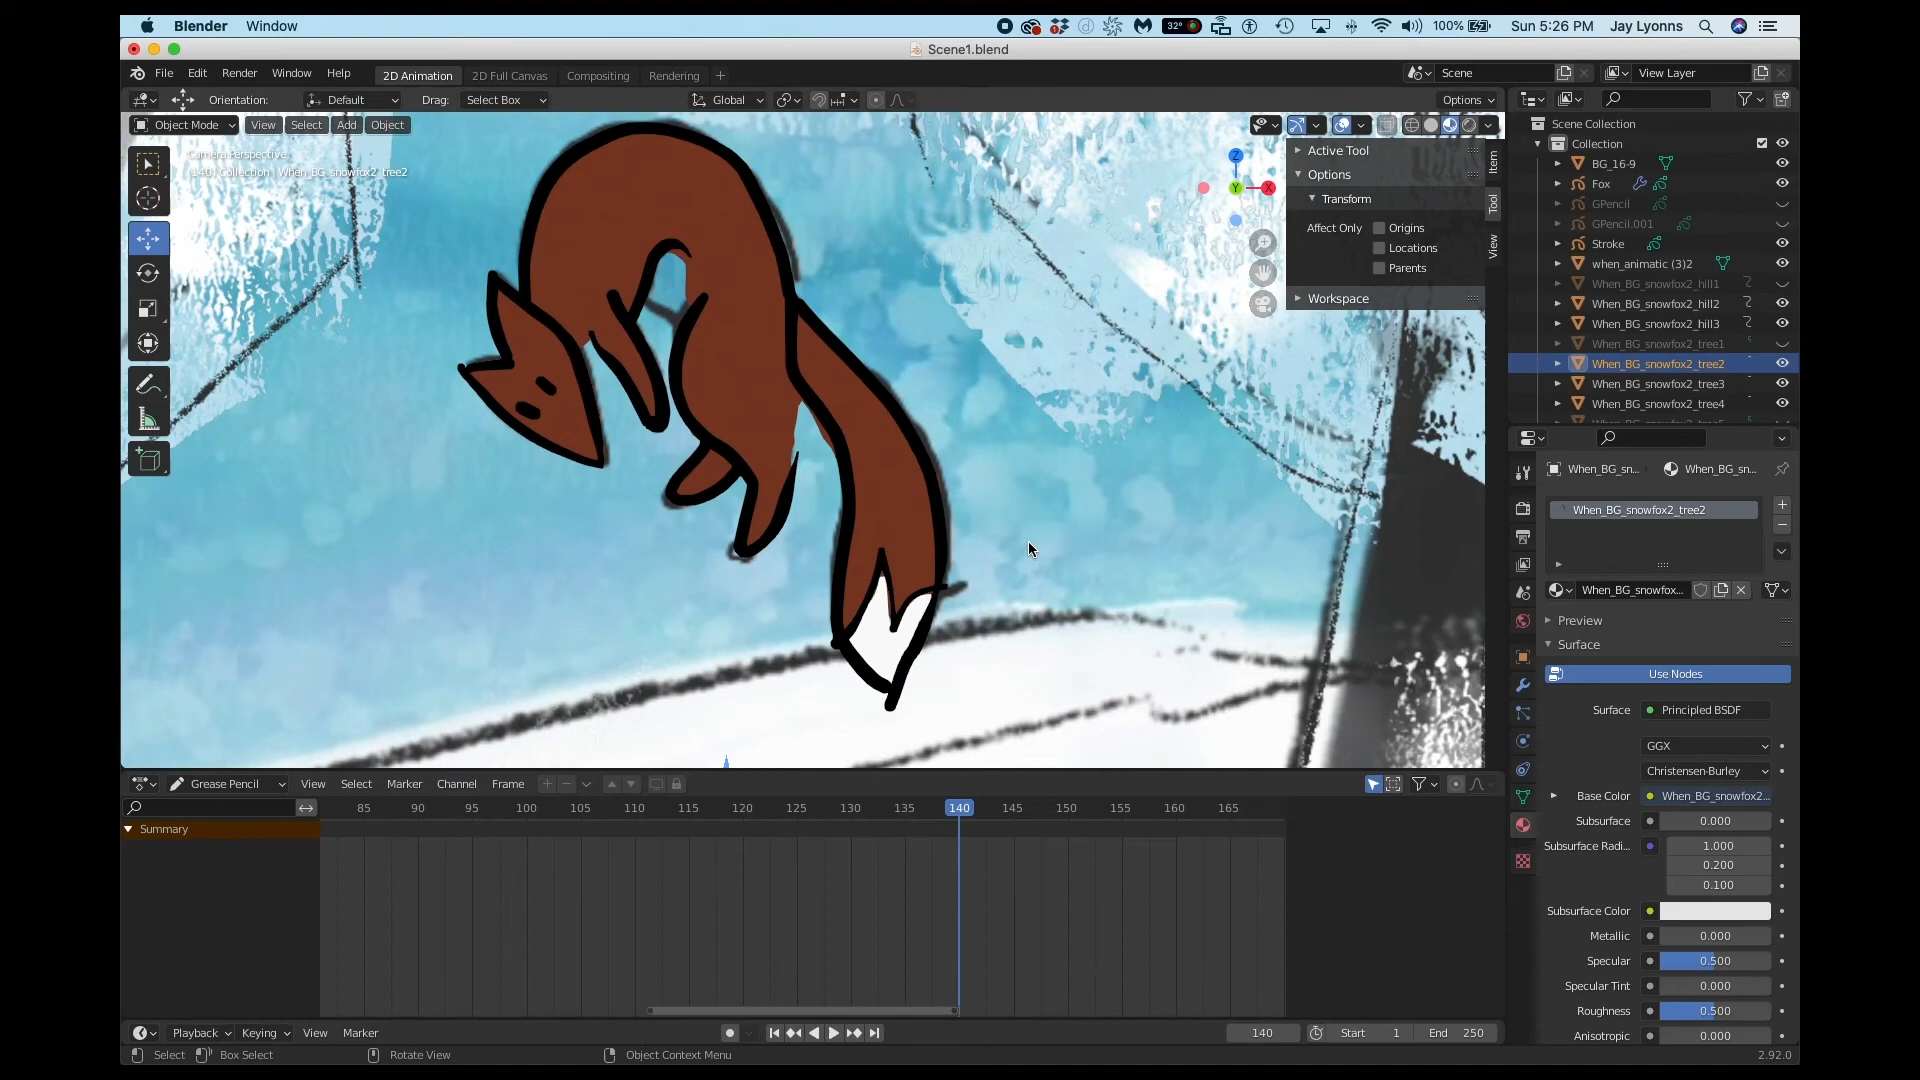 Blender Window 32° 100% Sun 5:26 PM Jay Lyonns
Scene1.blend
File Edit Render Window Help 2D Animation 2D Full Canvas Compositing Rendering Scene View Layer
Orientation: Default Drag: Select Box Global Options
Object Mode View Select Add Object
Camera Perspective
(140) Collection | When_BG_snowfox2_tree2
Z
Y
X
Active Tool
Options
Transform
Affect Only Origins
Locations
Parents
Workspace
Item
Tool
View
Scene Collection
Collection
BG_16-9
Fox
GPencil
GPencil.001
Stroke
when_animatic (3)2
When_BG_snowfox2_hill1
When_BG_snowfox2_hill2
When_BG_snowfox2_hill3
When_BG_snowfox2_tree1
When_BG_snowfox2_tree2
When_BG_snowfox2_tree3
When_BG_snowfox2_tree4
When_BG_sn... When_BG_sn...
When_BG_snowfox2_tree2
When_BG_snowfox...
Preview
Surface
Use Nodes
Surface Principled BSDF
GGX
Christensen-Burley
Base Color When_BG_snowfox2...
Subsurface 0.000
Subsurface Radi... 1.000
0.200
0.100
Subsurface Color
Metallic 0.000
Specular 0.500
Specular Tint 0.000
Roughness 0.500
Anisotropic 0.000
Grease Pencil View Select Marker Channel Frame
85 90 95 100 105 110 115 120 125 130 135 140 145 150 155 160 165
Summary
Playback Keying View Marker 140 Start 1 End 250
Select Box Select Rotate View Object Context Menu 2.92.0